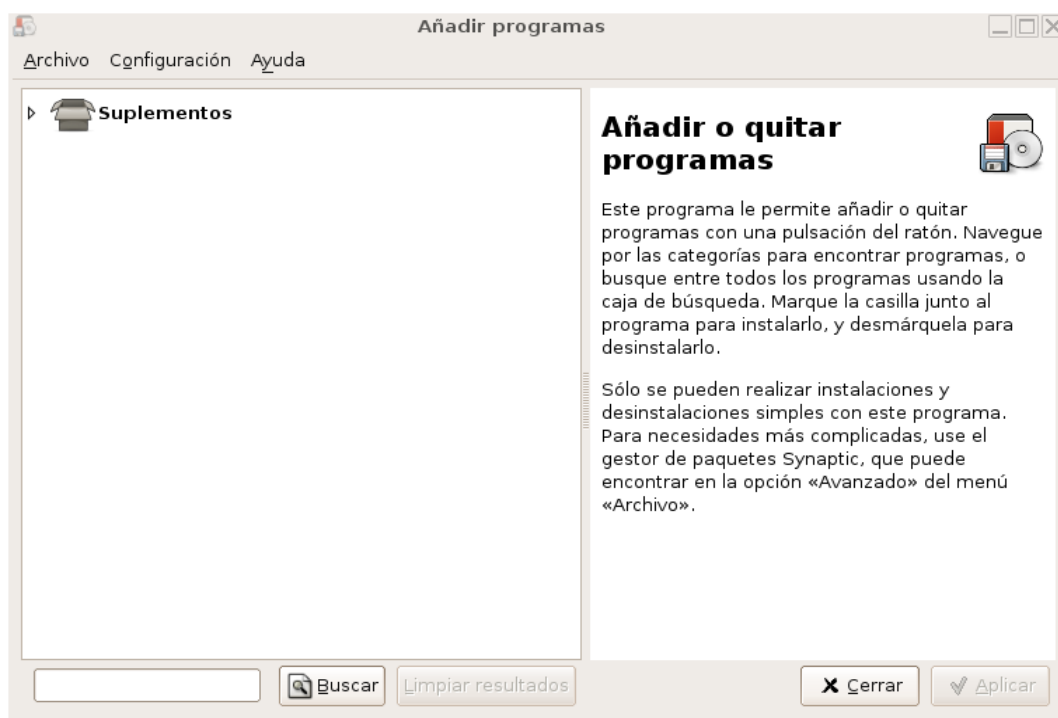 Añadir programas
Archivo Configuración Ayuda
Suplementos
Añadir o quitar
programas
Este programa le permite añadir o quitar
programas con una pulsación del ratón. Navegue
por las categorías para encontrar programas, o
busque entre todos los programas usando la
caja de búsqueda. Marque la casilla junto al
programa para instalarlo, y desmárquela para
desinstalarlo.
Sólo se pueden realizar instalaciones y
desinstalaciones simples con este programa.
Para necesidades más complicadas, use el
gestor de paquetes Synaptic, que puede
encontrar en la opción «Avanzado» del menú
«Archivo».
Buscar Limpiar resultados Cerrar Aplicar